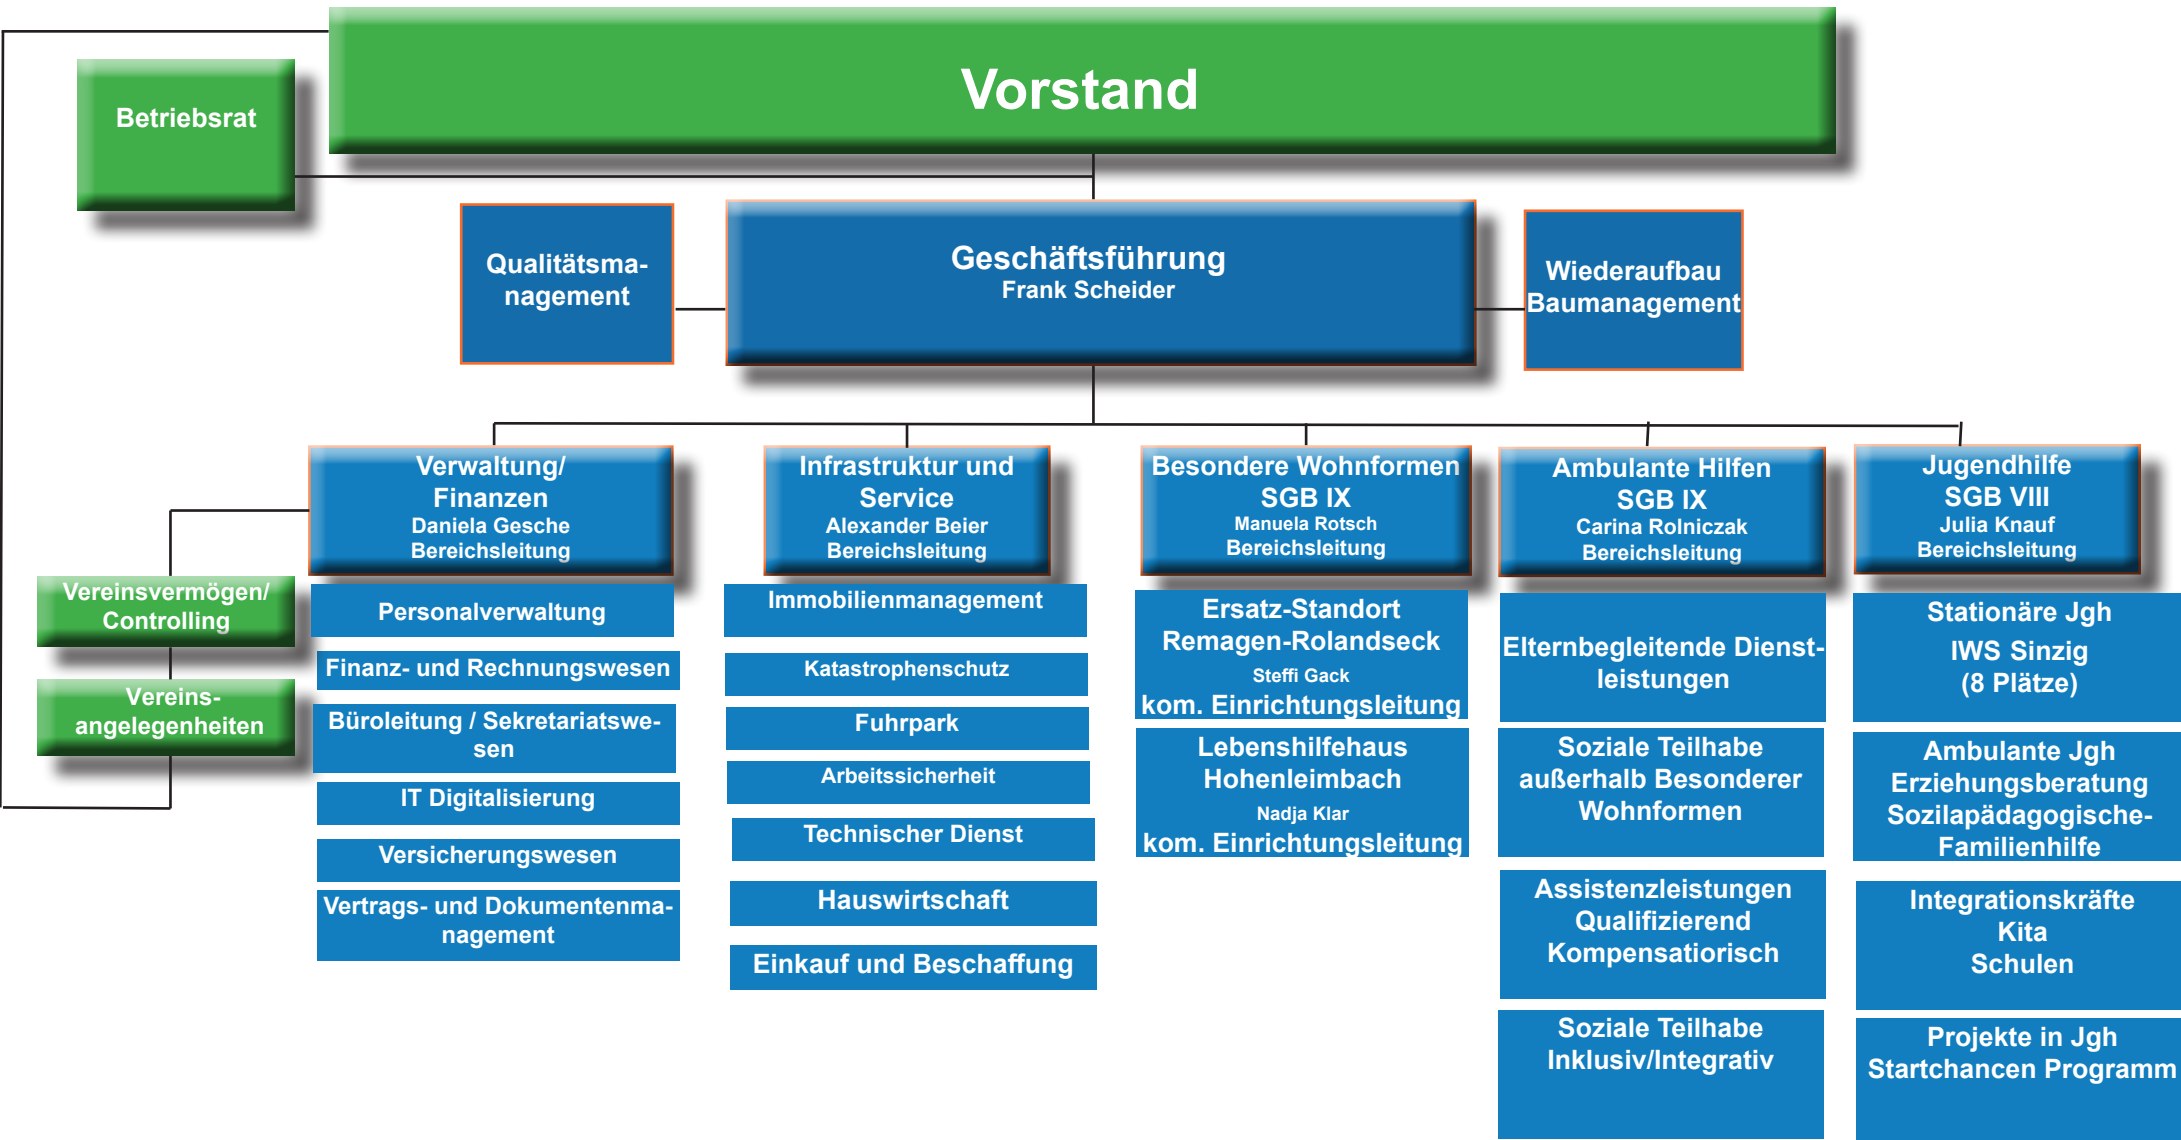 Vorstand
Betriebsrat
Qualitätsma-
nagement
Geschäftsführung
Frank Scheider
Wiederaufbau
Baumanagement
Verwaltung/
Finanzen
Daniela Gesche
Bereichsleitung
Infrastruktur und
Service
Alexander Beier
Bereichsleitung
Besondere Wohnformen
SGB IX
Manuela Rotsch
Bereichsleitung
Ambulante Hilfen
SGB IX
Carina Rolniczak
Bereichsleitung
Jugendhilfe
SGB VIII
Julia Knauf
Bereichsleitung
Vereinsvermögen/
Controlling
Vereins-
angelegenheiten
Personalverwaltung
Finanz- und Rechnungswesen
Büroleitung / Sekretariatswe-
sen
IT Digitalisierung
Versicherungswesen
Vertrags- und Dokumentenma-
nagement
Immobilienmanagement
Katastrophenschutz
Fuhrpark
Arbeitssicherheit
Technischer Dienst
Hauswirtschaft
Einkauf und Beschaffung
Ersatz-Standort
Remagen-Rolandseck
Steffi Gack
kom. Einrichtungsleitung
Lebenshilfehaus
Hohenleimbach
Nadja Klar
kom. Einrichtungsleitung
Elternbegleitende Dienst-
leistungen
Soziale Teilhabe
außerhalb Besonderer
Wohnformen
Assistenzleistungen
Qualifizierend
Kompensatiorisch
Soziale Teilhabe
Inklusiv/Integrativ
Stationäre Jgh
IWS Sinzig
(8 Plätze)
Ambulante Jgh
Erziehungsberatung
Sozilapädagogische-
Familienhilfe
Integrationskräfte
Kita
Schulen
Projekte in Jgh
Startchancen Programm